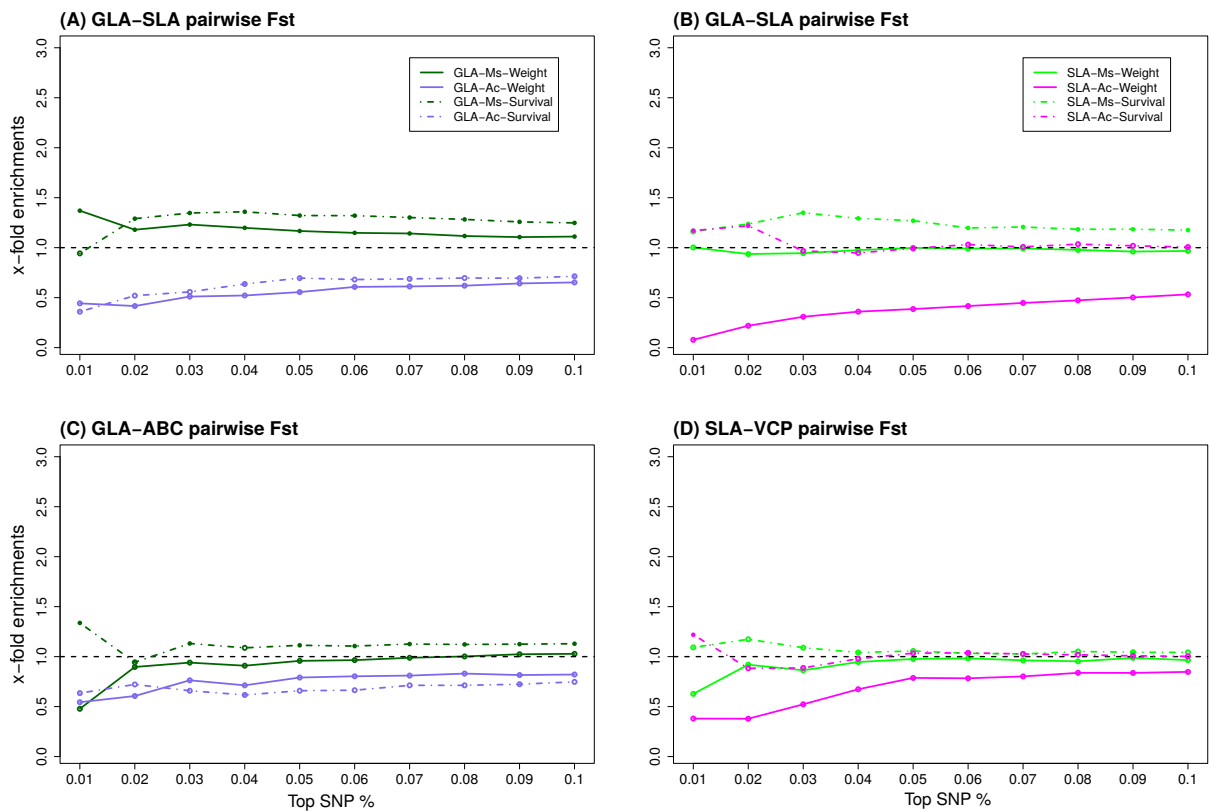 (A) GLA−SLA pairwise Fst
x−fold enrichments
3.0
2.5
2.0
1.5
1.0
0.5
0.0
GLA−Ms−Weight
GLA−Ac−Weight
GLA−Ms−Survival
GLA−Ac−Survival
0.01 0.02 0.03 0.04 0.05 0.06 0.07 0.08 0.09 0.1
(B) GLA−SLA pairwise Fst
3.0
2.5
2.0
1.5
1.0
0.5
0.0
SLA−Ms−Weight
SLA−Ac−Weight
SLA−Ms−Survival
SLA−Ac−Survival
0.01 0.02 0.03 0.04 0.05 0.06 0.07 0.08 0.09 0.1
(C) GLA−ABC pairwise Fst
x−fold enrichments
3.0
2.5
2.0
1.5
1.0
0.5
0.0
0.01 0.02 0.03 0.04 0.05 0.06 0.07 0.08 0.09 0.1
Top SNP %
(D) SLA−VCP pairwise Fst
3.0
2.5
2.0
1.5
1.0
0.5
0.0
0.01 0.02 0.03 0.04 0.05 0.06 0.07 0.08 0.09 0.1
Top SNP %